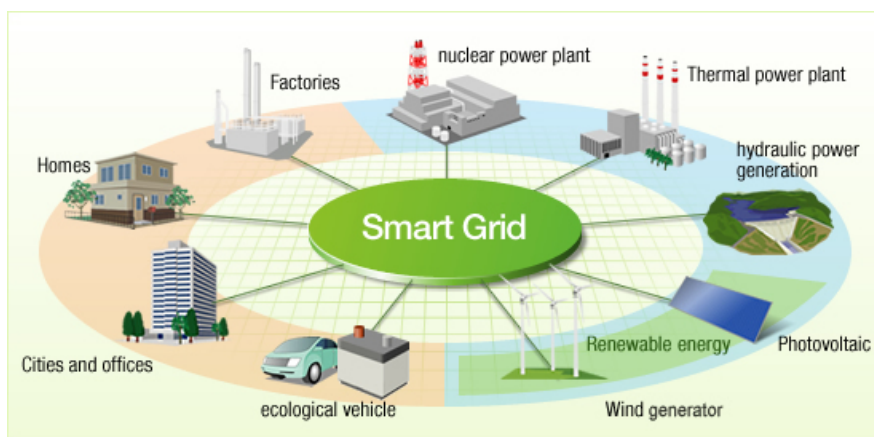 nuclear power plant
Factories
Thermal power plant
Homes
hydraulic power
generation
Smart Grid
Renewable energy
Photovoltaic
Cities and offices
ecological vehicle
Wind generator